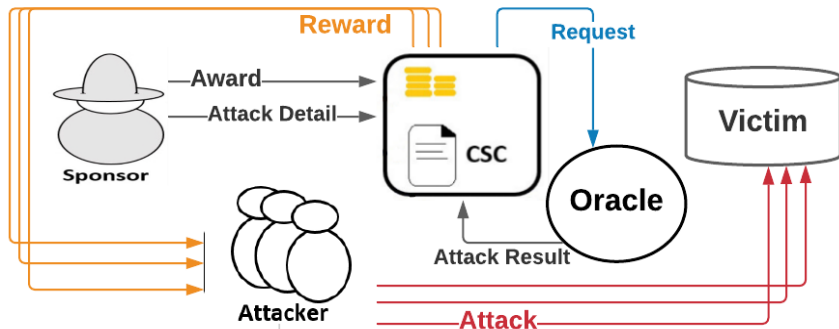 Reward
Request
Award
Attack Detail
Sponsor
CSC
Victim
Oracle
Attack Result
Attacker
Attack